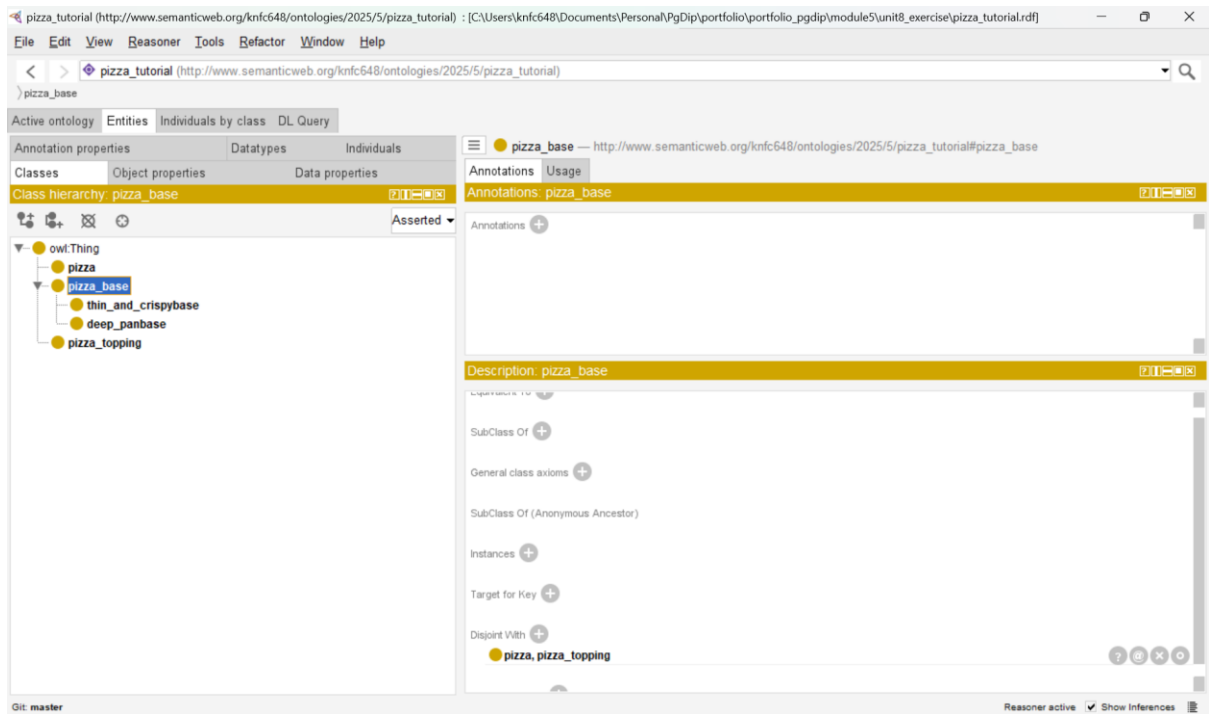 pizza_tutorial (http://www.semanticweb.org/knfc648/ontologies/2025/5/pizza_tutorial) : [C:\Users\knfc648\Documents\Personal\PgDip\portfolio\portfolio_pgdip\module5\unit8_exercise\pizza_tutorial.rdf]
File Edit View Reasoner Tools Refactor Window Help
pizza_tutorial (http://www.semanticweb.org/knfc648/ontologies/2025/5/pizza_tutorial)
pizza_base
Active ontology Entities Individuals by class DL Query
Annotation properties Datatypes Individuals
Classes Object properties Data properties
Class hierarchy: pizza_base
Asserted
owl:Thing
pizza
pizza_base
thin_and_crispybase
deep_panbase
pizza_topping
pizza_base — http://www.semanticweb.org/knfc648/ontologies/2025/5/pizza_tutorial#pizza_base
Annotations Usage
Annotations: pizza_base
Annotations
Description: pizza_base
Equivalent To
SubClass Of
General class axioms
SubClass Of (Anonymous Ancestor)
Instances
Target for Key
Disjoint With
pizza, pizza_topping
Git: master
Reasoner active Show Inferences